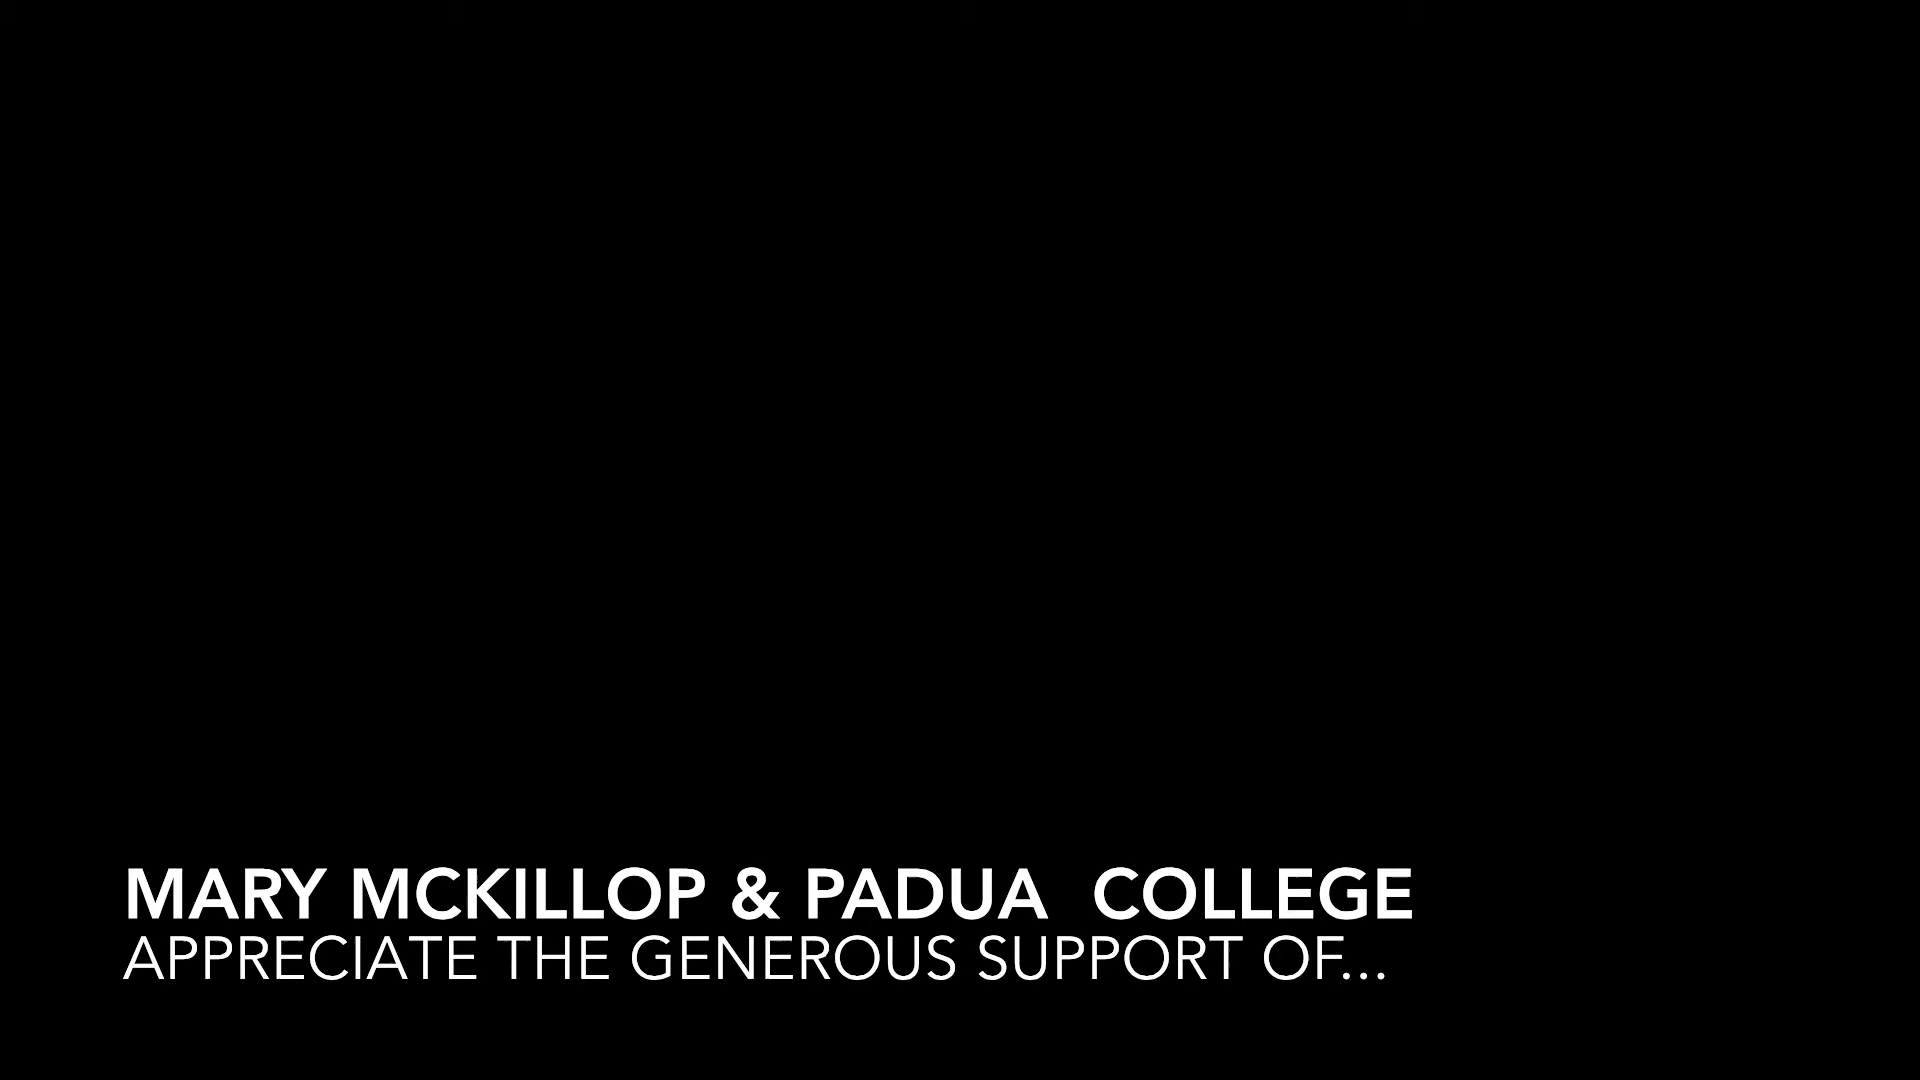 MARY MCKILLOP & PADUA  COLLEGE
APPRECIATE THE GENEROUS SUPPORT OF...